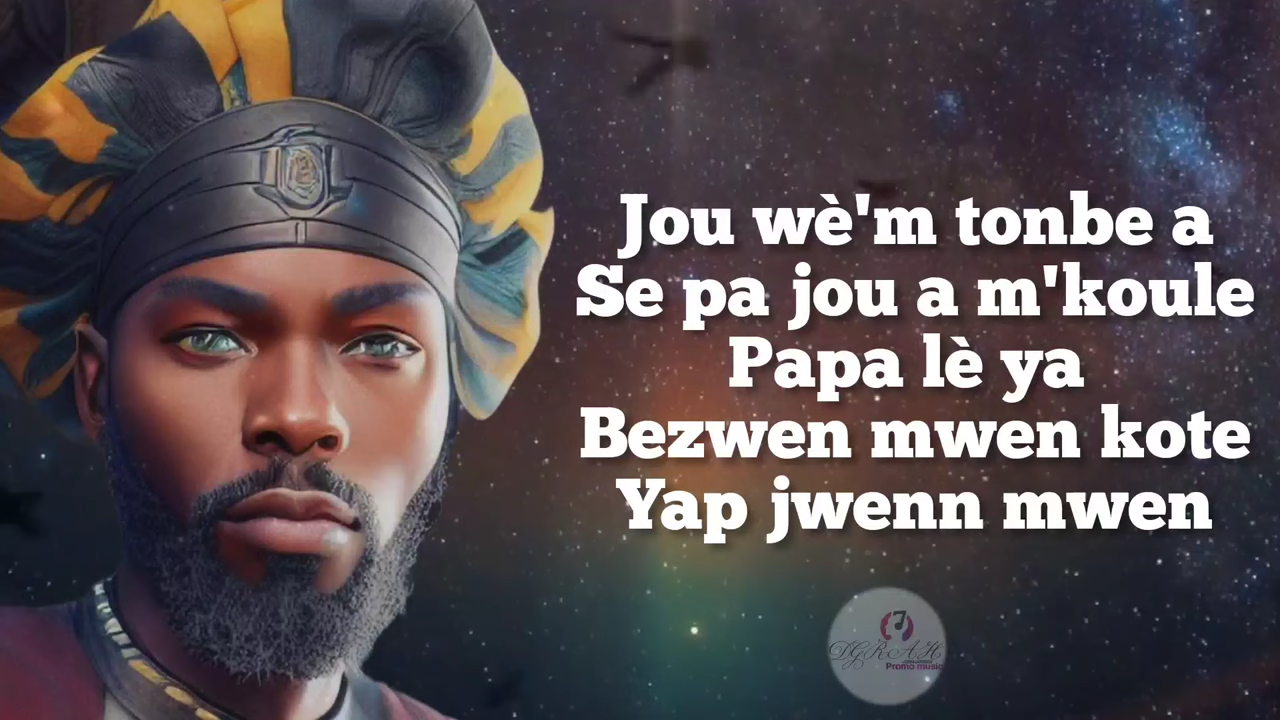 Jou wè'm tonbe a
Se pa jou a m'koule
Papa lè ya
Bezwen mwen kote
Yap jwenn mwen
Promo music